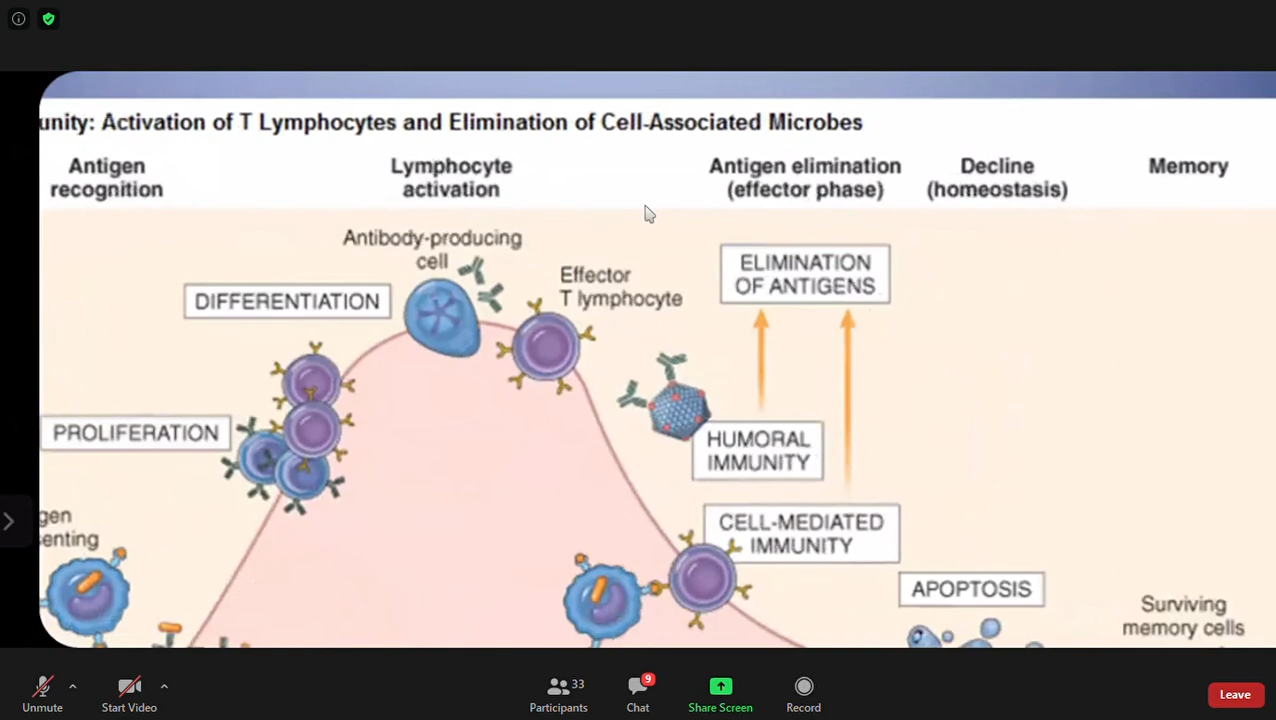 unity: Activation of T Lymphocytes and Elimination of Cell-Associated Microbes
Antigen
recognition
Lymphocyte
activation
Antigen elimination
(effector phase)
Decline
(homeostasis)
Memory
Antibody-producing
cell
Effector
T lymphocyte
ELIMINATION
OF ANTIGENS
DIFFERENTIATION
PROLIFERATION
HUMORAL
IMMUNITY
gen
senting
CELL-MEDIATED
IMMUNITY
APOPTOSIS
Surviving
memory cells
Unmute
Start Video
33
Participants
9
Chat
Share Screen
Record
Leave